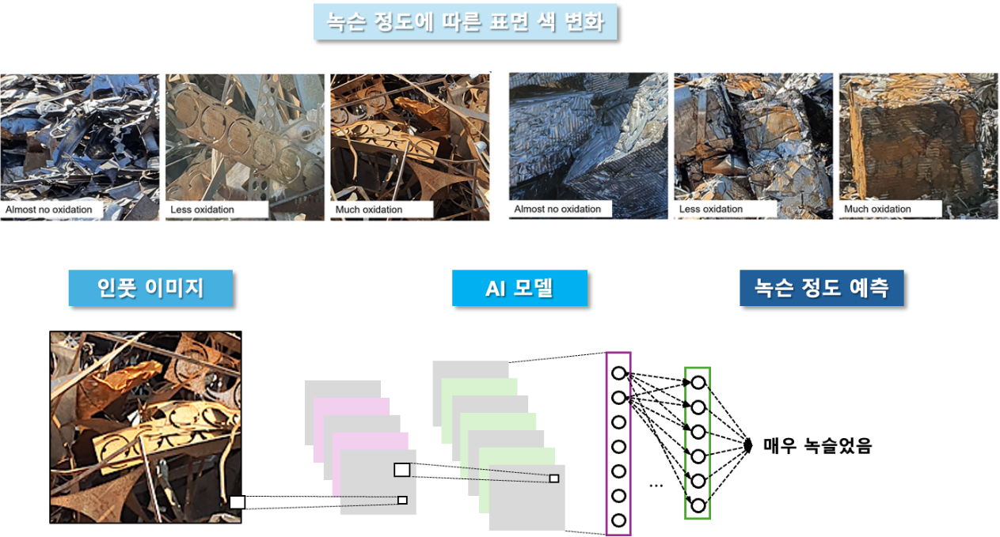 녹슨 정도에 따른 표면 색 변화
Almost no oxidation
Less oxidation
Much oxidation
Almost no oxidation
Less oxidation
Much oxidation
인풋 이미지
AI 모델
녹슨 정도 예측
...
매우 녹슬었음